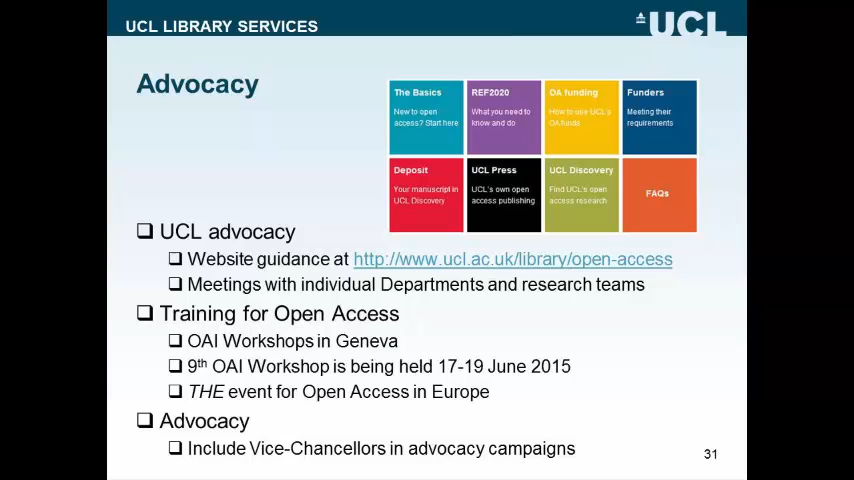 UCL LIBRARY SERVICES
UCL
Advocacy
The Basics
New to open
access? Start here
REF2020
What you need to
know and do
OA funding
How to use UCL's
OA funds
Funders
Meeting their
requirements
Deposit
Your manuscript in
UCL Discovery
UCL Press
UCL's own open
access publishing
UCL Discovery
Find UCL's open
access research
FAQs
UCL advocacy
Website guidance at http://www.ucl.ac.uk/library/open-access
Meetings with individual Departments and research teams
Training for Open Access
OAI Workshops in Geneva
9th OAI Workshop is being held 17-19 June 2015
THE event for Open Access in Europe
Advocacy
Include Vice-Chancellors in advocacy campaigns
31